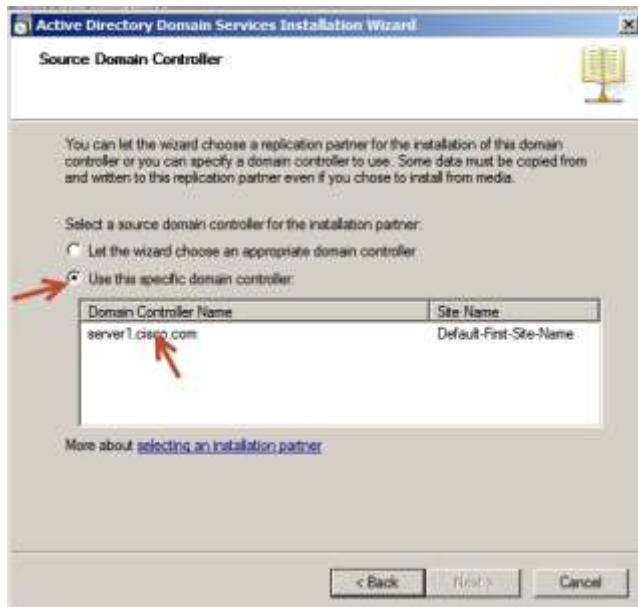 Active Directory Domain Services Installation Wizard
Source Domain Controller
You can let the wizard choose a replication partner for the installation of this domain
controller or you can specify a domain controller to use. Some data must be copied from
and written to this replication partner even if you chose to install from media.
Select a source domain controller for the installation partner:
Let the wizard choose an appropriate domain controller
Use this specific domain controller:
Domain Controller Name Site Name
server1.cisco.com Default-First-Site-Name
More about selecting an installation partner
< Back Next > Cancel